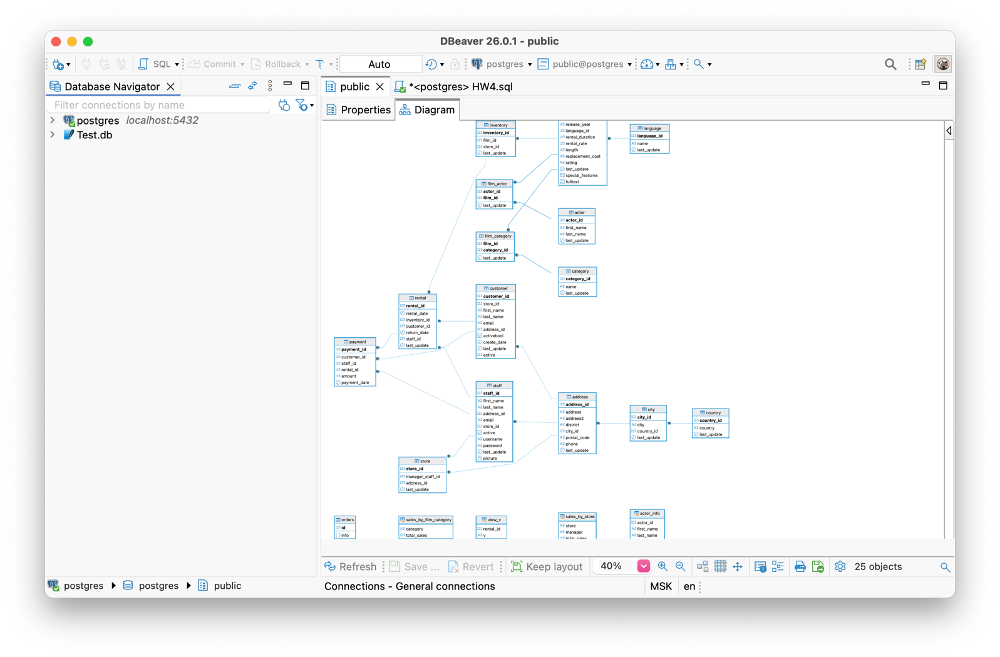 DBeaver 26.0.1 - public
SQL
Commit
Rollback
Auto
postgres
public@postgres
Database Navigator
public
*<postgres> HW4.sql
Filter connections by name
Properties
Diagram
postgres localhost:5432
Test.db
inventory
inventory_id
film_id
store_id
last_update
release_year
language_id
rental_duration
rental_rate
length
replacement_cost
rating
last_update
special_features
fulltext
language
language_id
name
last_update
film_actor
actor_id
film_id
last_update
actor
actor_id
first_name
last_name
last_update
film_category
film_id
category_id
last_update
category
category_id
name
last_update
customer
customer_id
store_id
first_name
last_name
email
address_id
activebool
create_date
last_update
active
rental
rental_id
rental_date
inventory_id
customer_id
return_date
staff_id
last_update
payment
payment_id
customer_id
staff_id
rental_id
amount
payment_date
staff
staff_id
first_name
last_name
address_id
email
store_id
active
username
password
last_update
picture
address
address_id
address
address2
district
city_id
postal_code
phone
last_update
city
city_id
city
country_id
last_update
country
country_id
country
last_update
store
store_id
manager_staff_id
address_id
last_update
orders
id
info
sales_by_film_category
category
total_sales
view_v
rental_id
v
sales_by_store
store
manager
total_sales
actor_info
actor_id
first_name
last_name
Refresh
Save ...
Revert
Keep layout
40%
25 objects
postgres
postgres
public
Connections - General connections
MSK
en